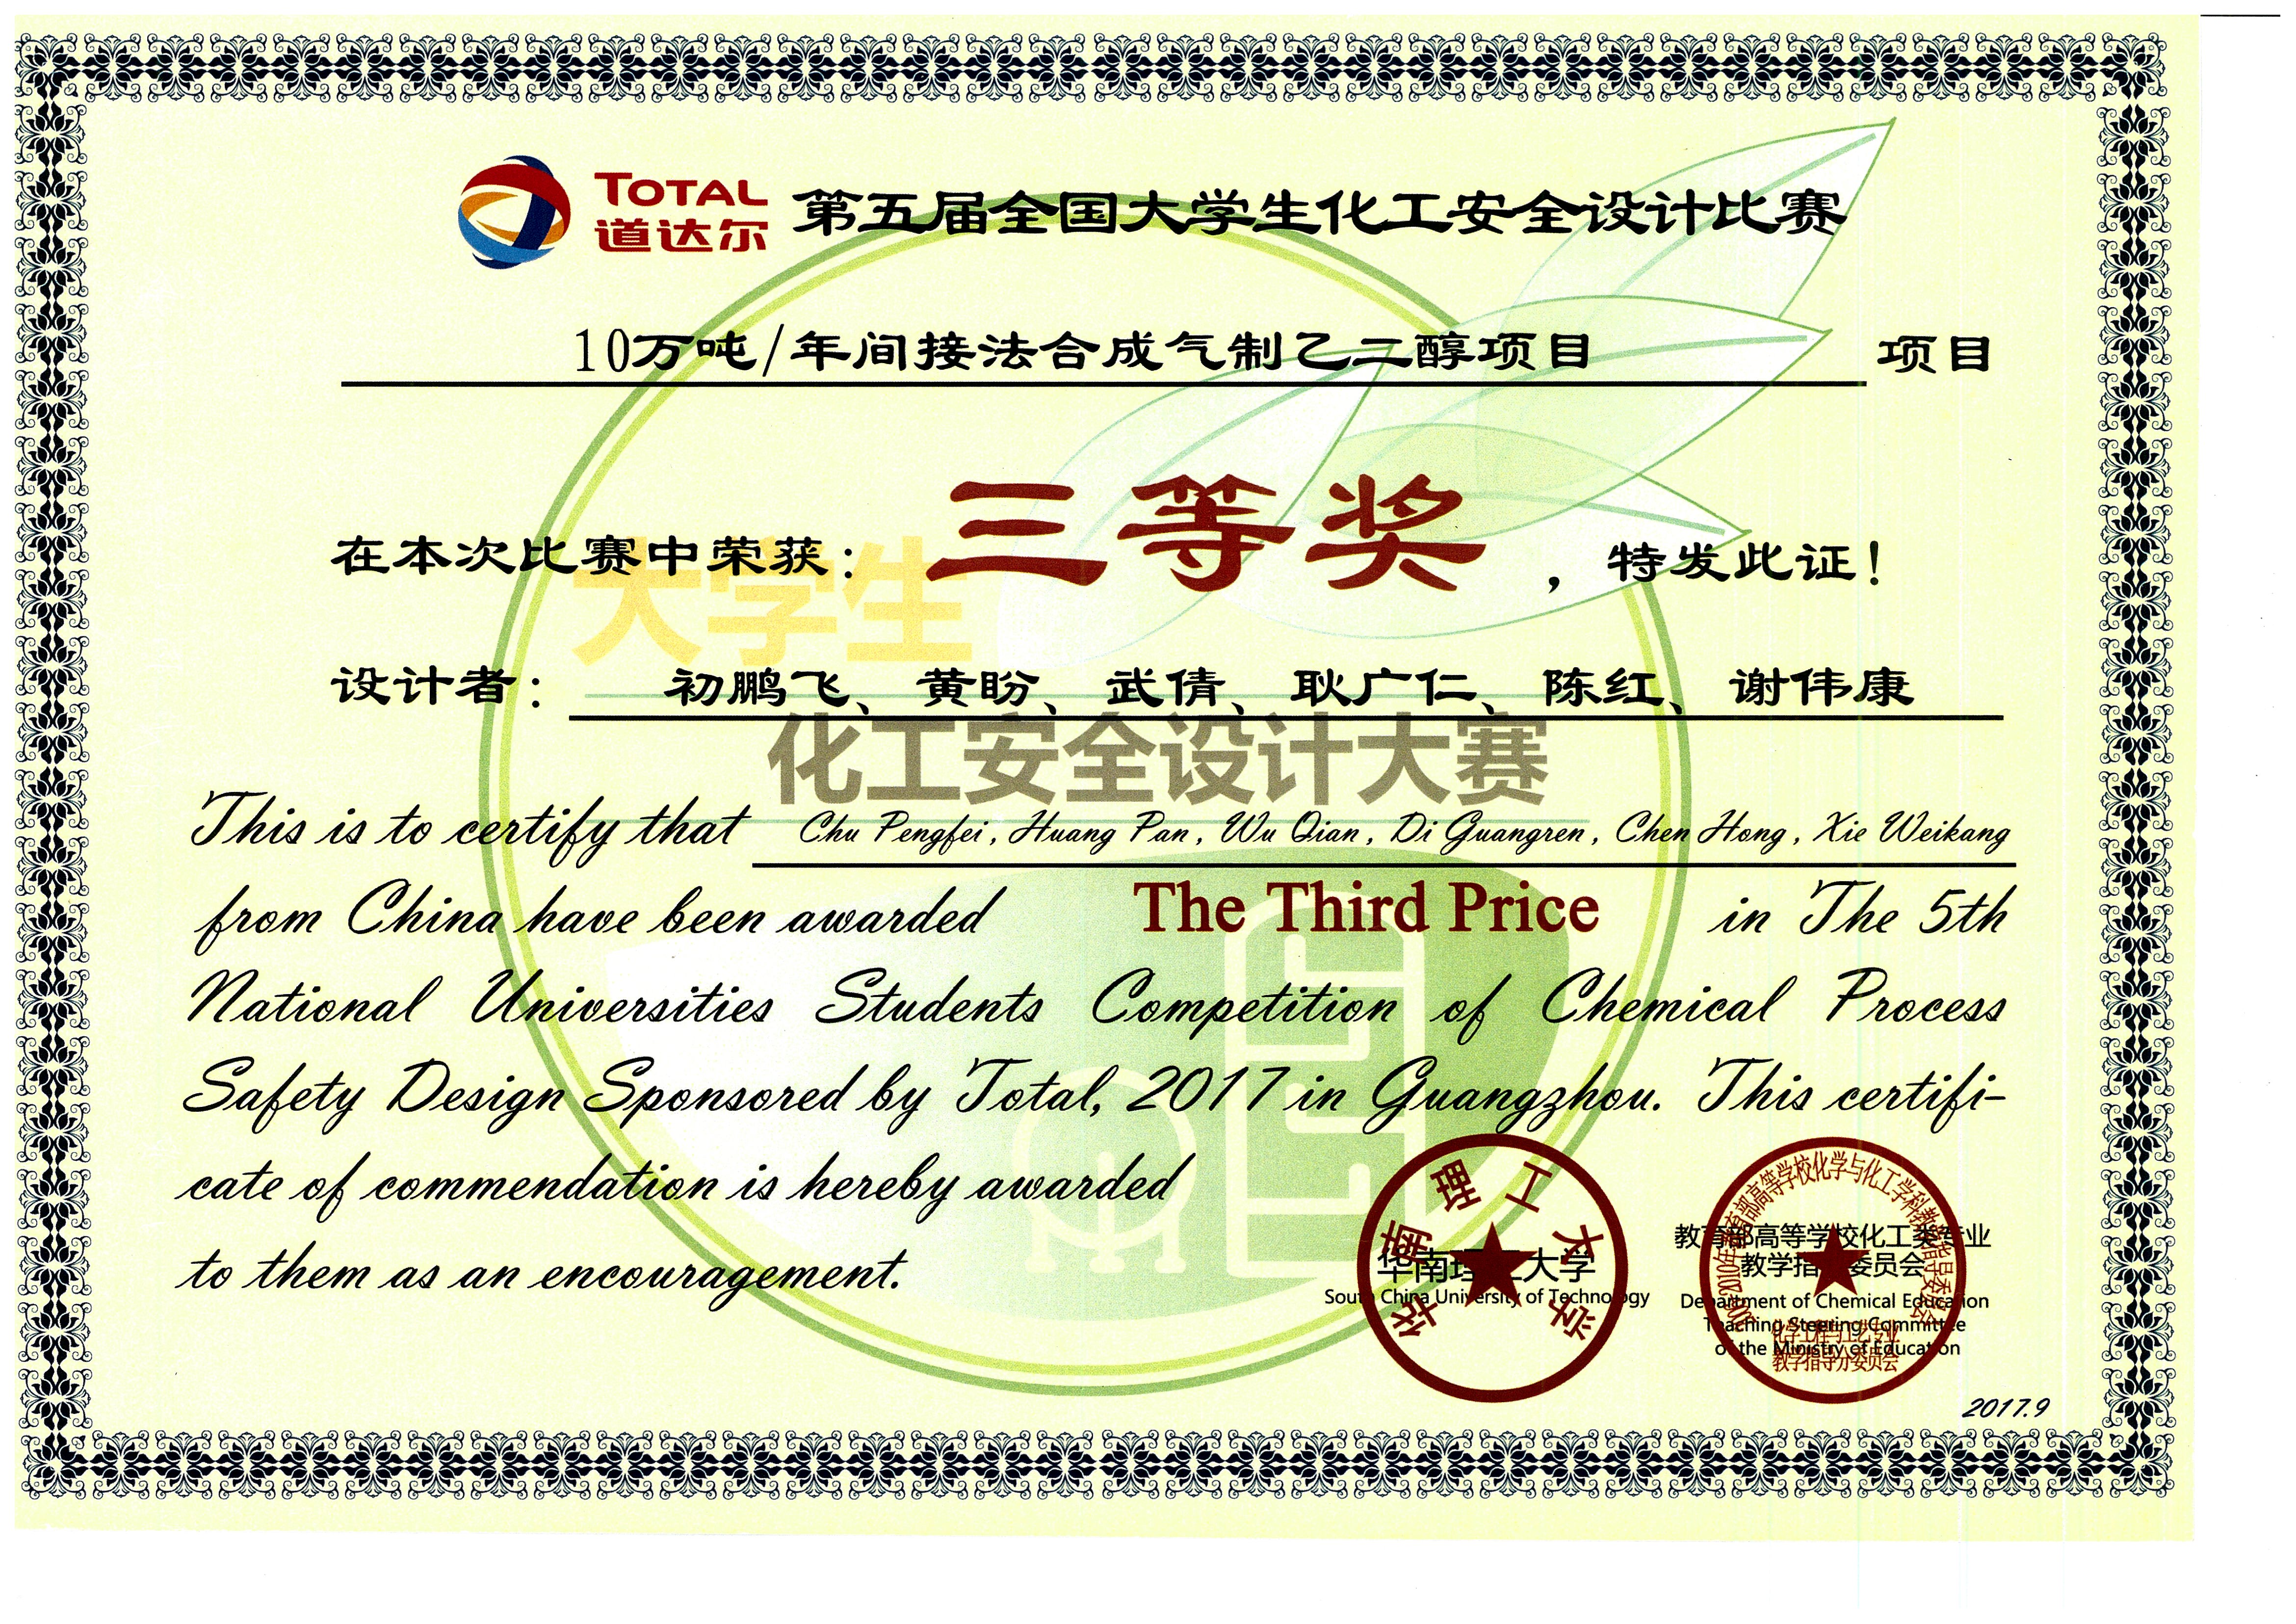 TOTAL
道达尔
第五届全国大学生化工安全设计比赛
10万吨/年间接法合成气制乙二醇项目 项目
在本次比赛中荣获： 三等奖 ，特发此证！
大学生
设计者： 初鹏飞、黄盼、武倩、耿广仁、陈红、谢伟康
化工安全设计大赛
This is to certify that Chu Pengfei, Huang Pan, Wu Qian, Di Guangren, Chen Hong, Xie Weikang
from China have been awarded The Third Price in The 5th
National Universities Students Competition of Chemical Process
Safety Design Sponsored by Total, 2017 in Guangzhou. This certifi-
cate of commendation is hereby awarded
to them as an encouragement.
华南理工大学
华南理工大学
South China University of Technology
教育部高等学校化学与化工学科教学指导委员会
教育部高等学校化工类专业
教学指导委员会
Department of Chemical Education
Teaching Steering Committee
of the Ministry of Education
化学工程与工艺专业
教学指导分委员会
2017.9